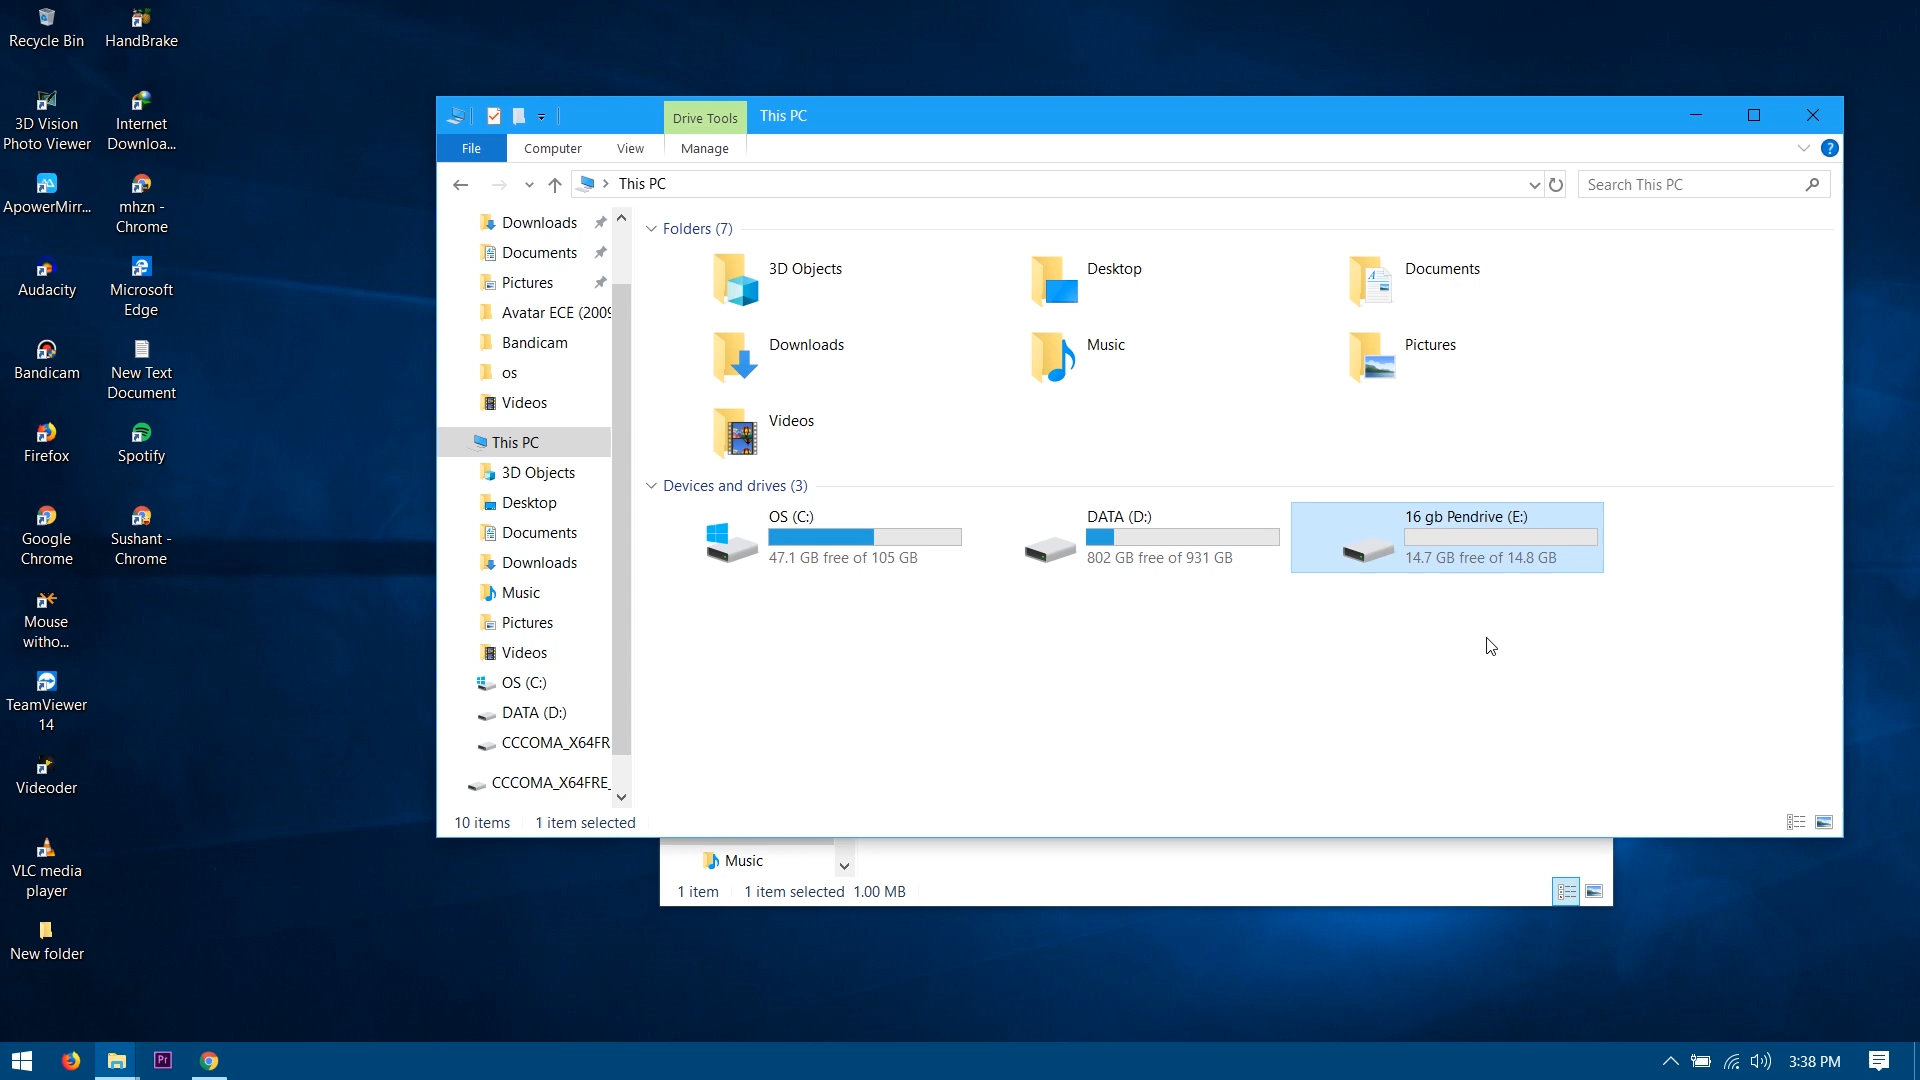 Recycle Bin
HandBrake
3D Vision
Photo Viewer
Internet
Downloa...
ApowerMirr...
mhzn -
Chrome
Audacity
Microsoft
Edge
Bandicam
New Text
Document
Firefox
Spotify
Google
Chrome
Sushant -
Chrome
Mouse
witho...
TeamViewer
14
Videoder
VLC media
player
New folder
Drive Tools
This PC
File
Computer
View
Manage
?
This PC
Search This PC
Downloads
Documents
Pictures
Avatar ECE (2009
Bandicam
os
Videos
This PC
3D Objects
Desktop
Documents
Downloads
Music
Pictures
Videos
OS (C:)
DATA (D:)
CCCOMA_X64FR
CCCOMA_X64FRE_
Folders (7)
3D Objects
Desktop
Documents
Downloads
Music
Pictures
Videos
Devices and drives (3)
OS (C:)
47.1 GB free of 105 GB
DATA (D:)
802 GB free of 931 GB
16 gb Pendrive (E:)
14.7 GB free of 14.8 GB
10 items
1 item selected
Music
1 item
1 item selected 1.00 MB
Pr
3:38 PM